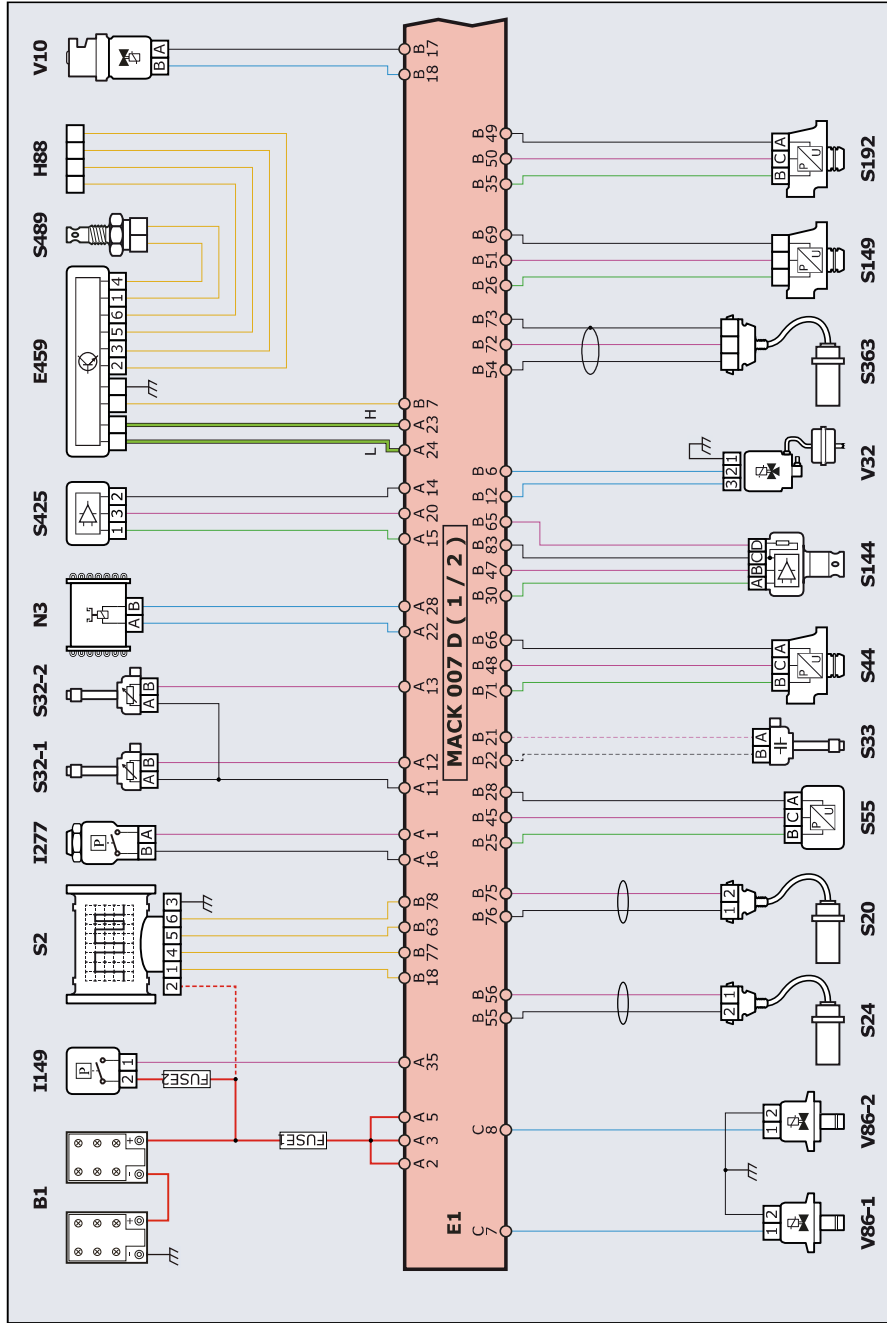 B1 I149 S2 I277 S32-1 S32-2 N3 S425 E459 S489 H88 V10
- + - +
P
P
2 1
2 1 4 5 6 3
B A
A B
A B
A B
1 3 2
2 3 5 6 1 4
B A
FUSE1
FUSE2
L H
A A A A B B B B A A A A A A A A A A A A B B B
2 3 5 35 18 77 63 78 16 1 11 12 13 22 28 15 20 14 24 23 7 18 17
E1
MACK 007 D ( 1 / 2 )
C C B B B B B B B B B B B B B B B B B B B B B B B B B B B
7 8 55 56 76 75 25 45 28 22 21 71 48 66 30 47 83 65 12 6 54 72 73 26 51 69 35 50 49
1 2
1 2
2 1
1 2
B C A
B A
B C A
A B C D
3 2 1
B C A
P U
P U
P U
P U
V86-1 V86-2 S24 S20 S55 S33 S44 S144 V32 S363 S149 S192